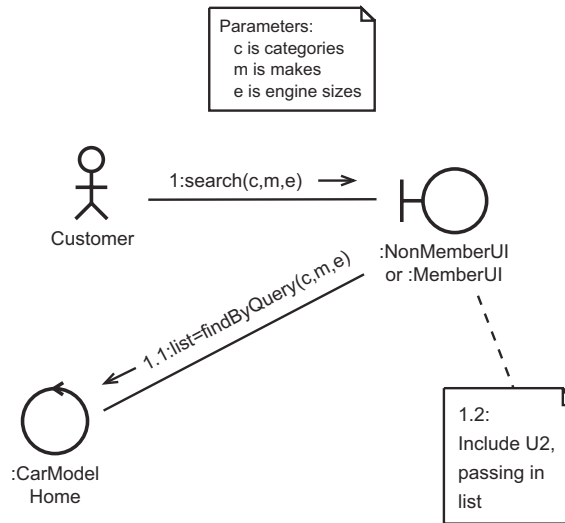 Parameters:
c is categories
m is makes
e is engine sizes
1:search(c,m,e)
Customer
:NonMemberUI
or :MemberUI
1.1:list=findByQuery(c,m,e)
:CarModel
Home
1.2:
Include U2,
passing in
list